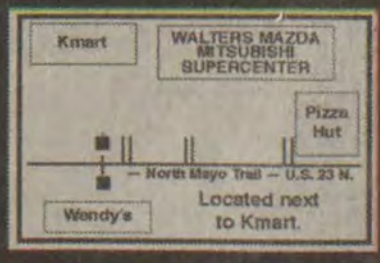 Kmart
WALTERS MAZDA
MITSUBISHI
SUPERCENTER
Pizza
Hut
— North Mayo Trail — U.S. 23 N.
Wendy's
Located next
to Kmart.